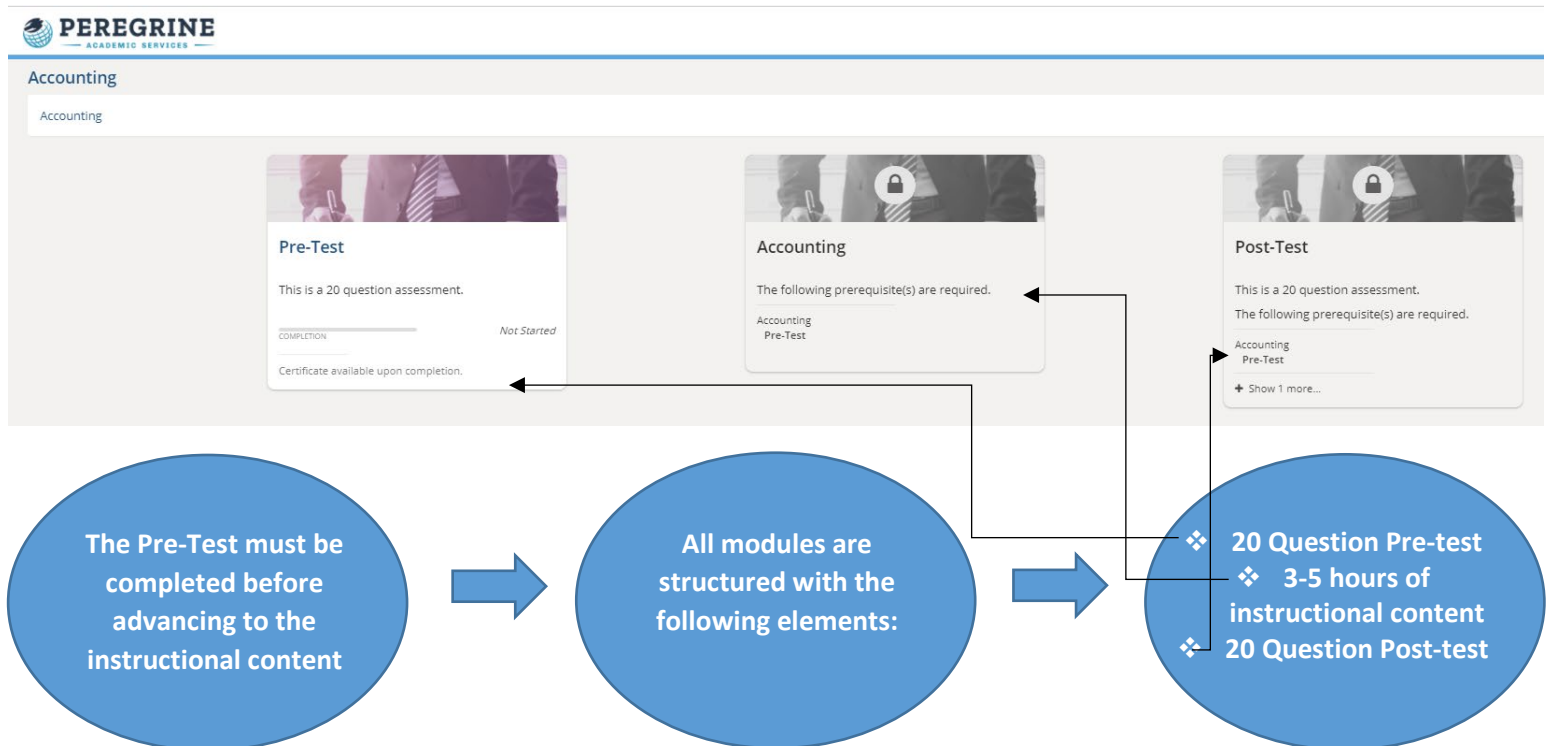 PEREGRINE
ACADEMIC SERVICES
Accounting
Accounting
Pre-Test
This is a 20 question assessment.
COMPLETION
Not Started
Certificate available upon completion.
Accounting
The following prerequisite(s) are required.
Accounting
Pre-Test
Post-Test
This is a 20 question assessment.
The following prerequisite(s) are required.
Accounting
Pre-Test
+ Show 1 more...
The Pre-Test must be
completed before
advancing to the
instructional content
All modules are
structured with the
following elements:
❖ 20 Question Pre-test
❖ 3-5 hours of
instructional content
❖ 20 Question Post-test